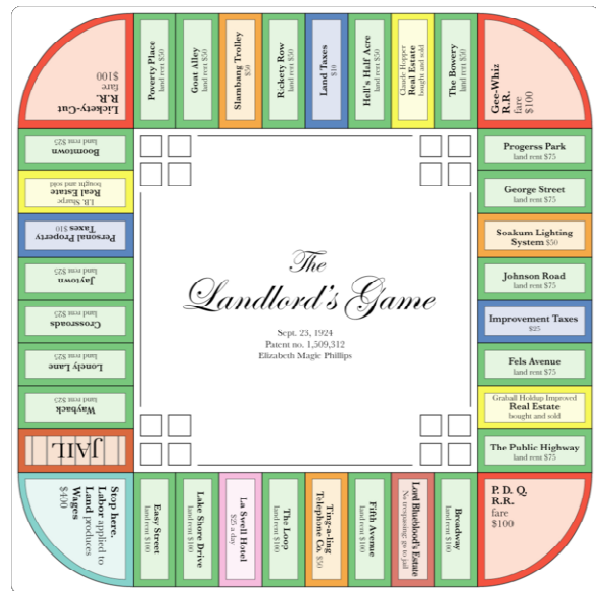 Lickety-Cut
R.R.
fare
$100
Poverty Place
land rent $50
Goat Alley
land rent $50
Slambang Trolley
$50
Rickety Row
land rent $50
Land Taxes
$10
Hell's Half Acre
land rent $50
Claude Hopper
Real Estate
bought and sold
The Bowery
land rent $50
Gee-Whiz
R.R.
fare
$100
Progerss Park
land rent $75
George Street
land rent $75
Soakum Lighting
System $50
Johnson Road
land rent $75
Improvement Taxes
$25
Fels Avenue
land rent $75
Graball Holdup Improved
Real Estate
bought and sold
The Public Highway
land rent $75
P. D. Q.
R.R.
fare
$100
Broadway
land rent $100
Lord Blueblood's Estate
No trespassing: go to jail
Fifth Avenue
land rent $100
Ting-a-ling
Telephone Co. $50
The Loop
land rent $100
La Swell Hotel
$25 a day
Lake Shore Drive
land rent $100
Easy Street
land rent $100
Stop here.
Labor applied to
Land produces
Wages
$400
JAIL
Wayback
land rent $25
Lonely Lane
land rent $25
Crossroads
land rent $25
Jaytown
land rent $25
Personal Property
Taxes $10
I.B. Sharpe
Real Estate
bought and sold
Boomtown
land rent $25
The
Landlord's Game
Sept. 23, 1924
Patent no. 1,509,312
Elizabeth Magie Phillips